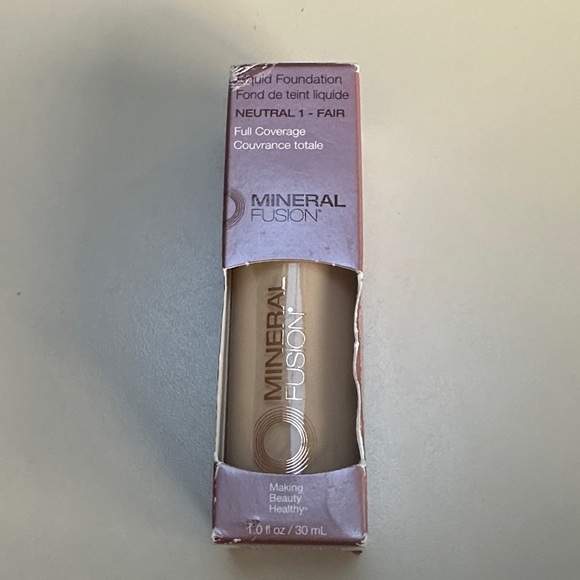 Liquid Foundation
Fond de teint liquide
NEUTRAL 1 - FAIR
Full Coverage
Couvrance totale
MINERAL
FUSION®
MINERAL
FUSION®
Making
Beauty
Healthy®
1.0 fl oz / 30 mL